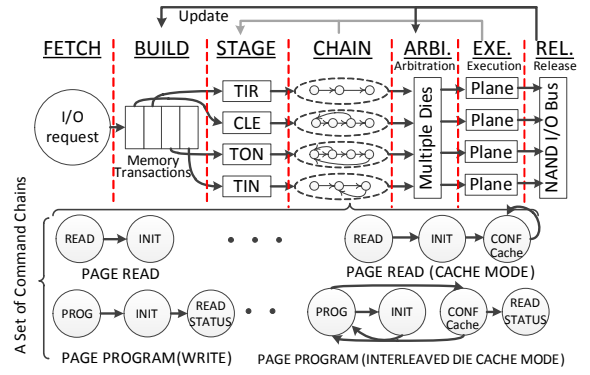 Update
FETCH BUILD STAGE CHAIN ARBI. EXE. REL.
Arbitration Execution Release
I/O
request
Memory
Transactions
TIR
CLE
TON
TIN
Multiple Dies
Plane
Plane
Plane
Plane
NAND I/O Bus
A Set of Command Chains
READ INIT • • • READ INIT CONF
Cache
PAGE READ PAGE READ (CACHE MODE)
PROG INIT READ
STATUS • • PROG INIT CONF
Cache READ
STATUS
PAGE PROGRAM(WRITE) PAGE PROGRAM (INTERLEAVED DIE CACHE MODE)